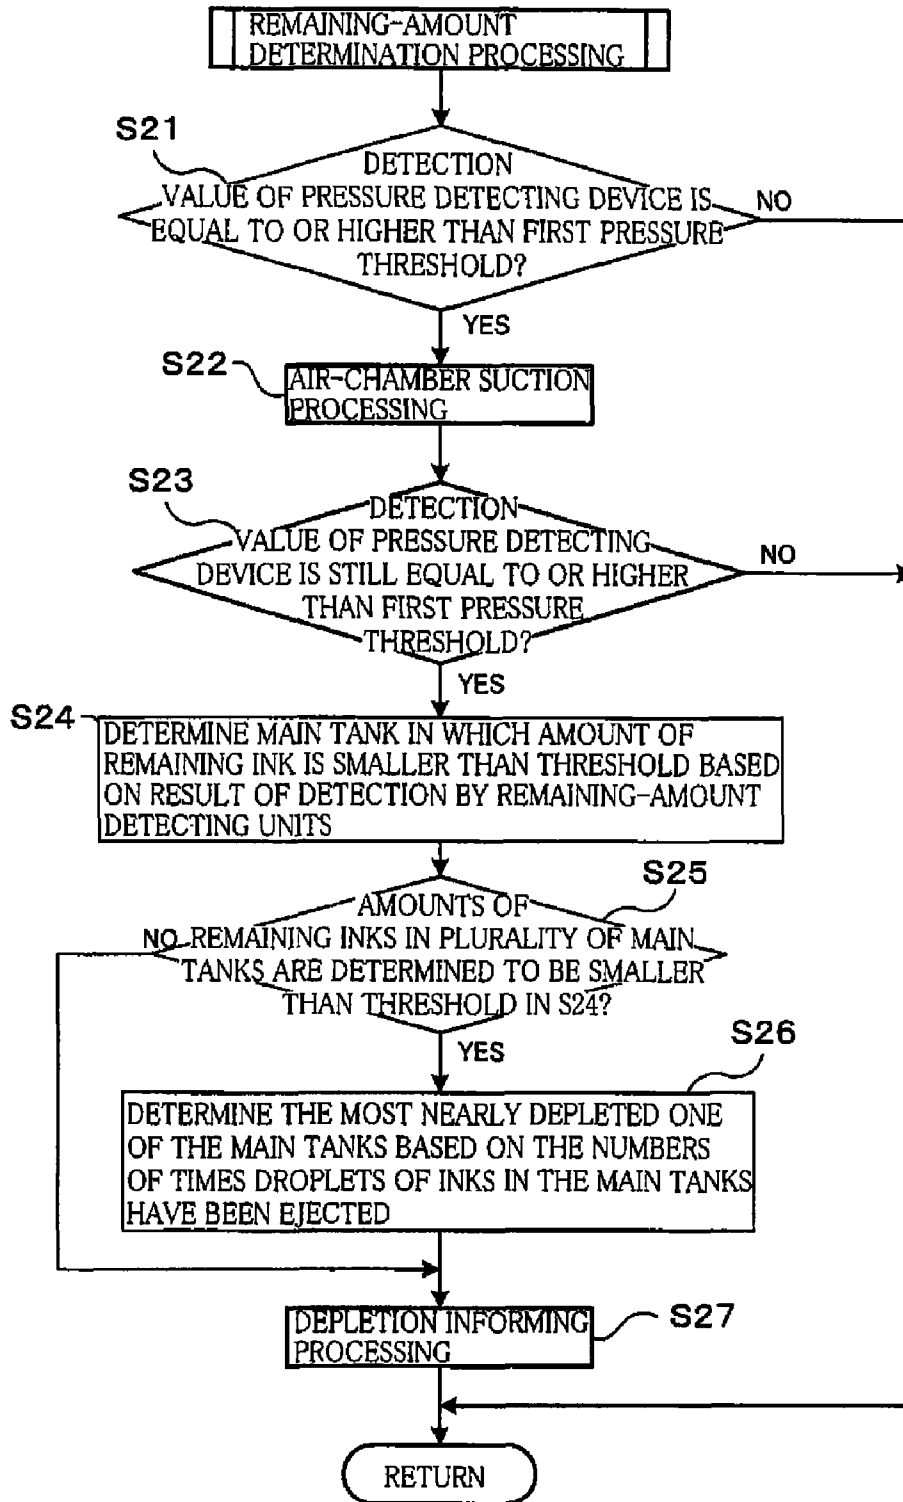 REMAINING-AMOUNT
DETERMINATION PROCESSING
S21
DETECTION
VALUE OF PRESSURE DETECTING DEVICE IS
EQUAL TO OR HIGHER THAN FIRST PRESSURE
THRESHOLD?
NO
YES
S22
AIR-CHAMBER SUCTION
PROCESSING
S23
DETECTION
VALUE OF PRESSURE DETECTING
DEVICE IS STILL EQUAL TO OR HIGHER
THAN FIRST PRESSURE
THRESHOLD?
NO
YES
S24
DETERMINE MAIN TANK IN WHICH AMOUNT OF
REMAINING INK IS SMALLER THAN THRESHOLD BASED
ON RESULT OF DETECTION BY REMAINING-AMOUNT
DETECTING UNITS
S25
AMOUNTS OF
NO REMAINING INKS IN PLURALITY OF MAIN
TANKS ARE DETERMINED TO BE SMALLER
THAN THRESHOLD IN S24?
YES
S26
DETERMINE THE MOST NEARLY DEPLETED ONE
OF THE MAIN TANKS BASED ON THE NUMBERS
OF TIMES DROPLETS OF INKS IN THE MAIN TANKS
HAVE BEEN EJECTED
S27
DEPLETION INFORMING
PROCESSING
RETURN